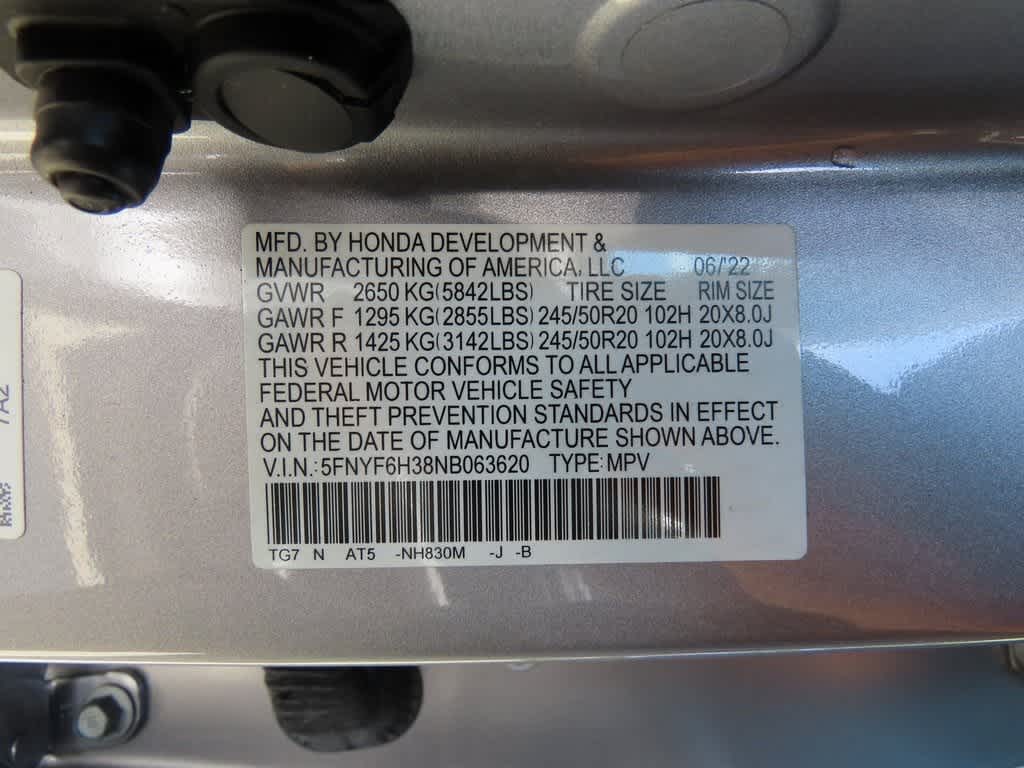 MFD. BY HONDA DEVELOPMENT &
MANUFACTURING OF AMERICA, LLC 06/'22
GVWR 2650 KG(5842LBS) TIRE SIZE RIM SIZE
GAWR F 1295 KG(2855LBS) 245/50R20 102H 20X8.0J
GAWR R 1425 KG(3142LBS) 245/50R20 102H 20X8.0J
THIS VEHICLE CONFORMS TO ALL APPLICABLE
FEDERAL MOTOR VEHICLE SAFETY
AND THEFT PREVENTION STANDARDS IN EFFECT
ON THE DATE OF MANUFACTURE SHOWN ABOVE.
V.I.N.: 5FNYF6H38NB063620 TYPE: MPV
TG7 N AT5 -NH830M -J -B